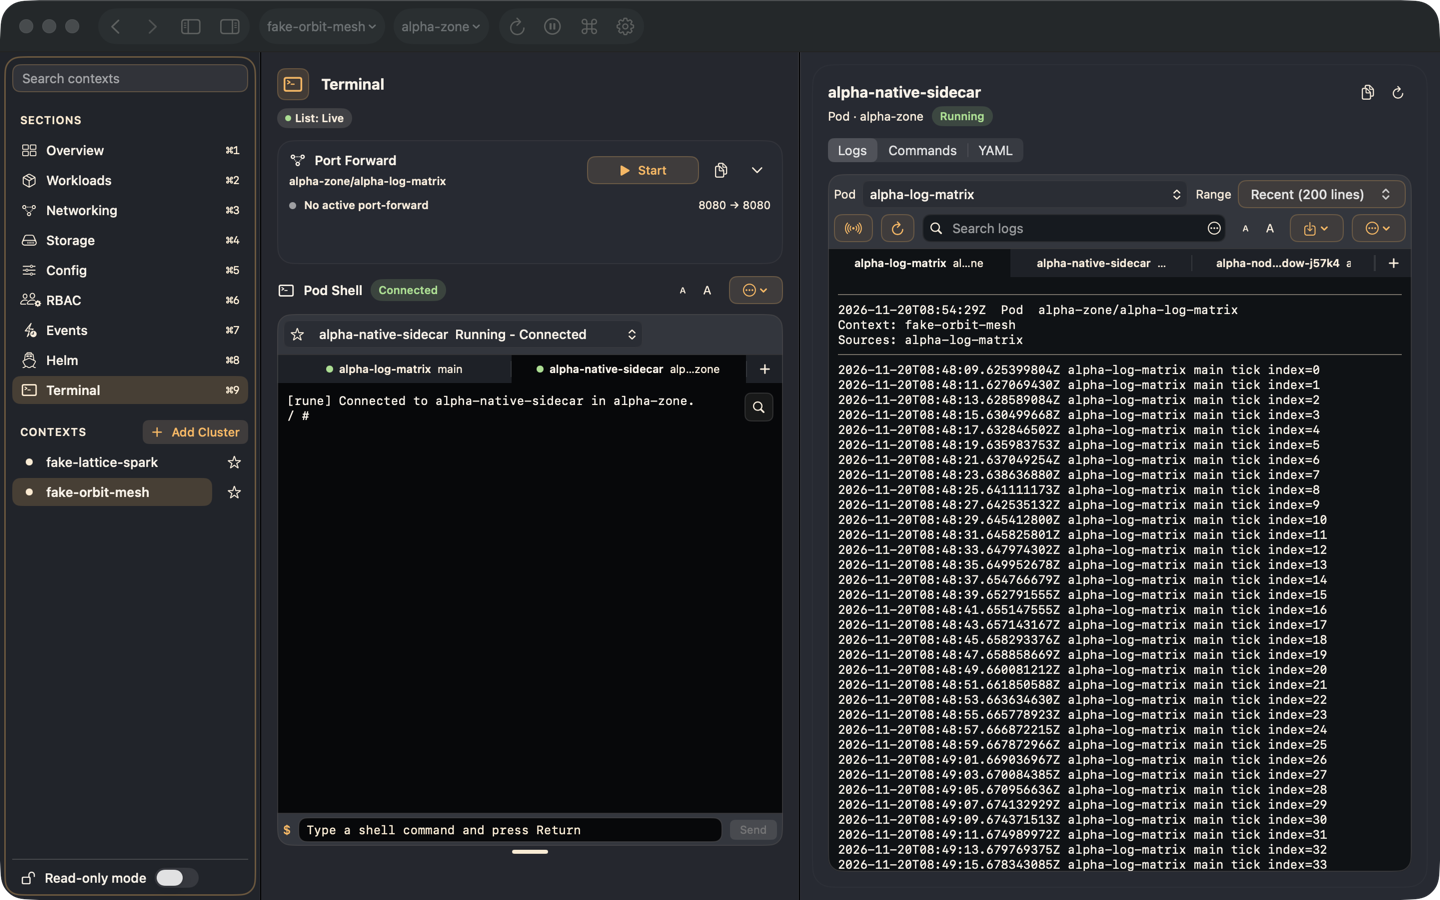 fake-orbit-mesh
alpha-zone
Search contexts
SECTIONS
Overview ⌘1
Workloads ⌘2
Networking ⌘3
Storage ⌘4
Config ⌘5
RBAC ⌘6
Events ⌘7
Helm ⌘8
Terminal ⌘9
CONTEXTS
+ Add Cluster
fake-lattice-spark
fake-orbit-mesh
Read-only mode
Terminal
List: Live
Port Forward
alpha-zone/alpha-log-matrix
Start
No active port-forward
8080 → 8080
Pod Shell
Connected
A A
alpha-native-sidecar Running - Connected
alpha-log-matrix main
alpha-native-sidecar alp...zone
+
[rune] Connected to alpha-native-sidecar in alpha-zone.
/ #
$ Type a shell command and press Return
Send
alpha-native-sidecar
Pod · alpha-zone
Running
Logs
Commands
YAML
Pod alpha-log-matrix
Range Recent (200 lines)
Search logs
A A
alpha-log-matrix al...ne
alpha-native-sidecar ...
alpha-nod...dow-j57k4 a
+
2026-11-20T08:54:29Z Pod alpha-zone/alpha-log-matrix
Context: fake-orbit-mesh
Sources: alpha-log-matrix
2026-11-20T08:48:09.625399804Z alpha-log-matrix main tick index=0
2026-11-20T08:48:11.627069430Z alpha-log-matrix main tick index=1
2026-11-20T08:48:13.628589084Z alpha-log-matrix main tick index=2
2026-11-20T08:48:15.630499668Z alpha-log-matrix main tick index=3
2026-11-20T08:48:17.632846502Z alpha-log-matrix main tick index=4
2026-11-20T08:48:19.635983753Z alpha-log-matrix main tick index=5
2026-11-20T08:48:21.637049254Z alpha-log-matrix main tick index=6
2026-11-20T08:48:23.638636880Z alpha-log-matrix main tick index=7
2026-11-20T08:48:25.641111173Z alpha-log-matrix main tick index=8
2026-11-20T08:48:27.642535132Z alpha-log-matrix main tick index=9
2026-11-20T08:48:29.645412800Z alpha-log-matrix main tick index=10
2026-11-20T08:48:31.645825801Z alpha-log-matrix main tick index=11
2026-11-20T08:48:33.647974302Z alpha-log-matrix main tick index=12
2026-11-20T08:48:35.649952678Z alpha-log-matrix main tick index=13
2026-11-20T08:48:37.654766679Z alpha-log-matrix main tick index=14
2026-11-20T08:48:39.652791555Z alpha-log-matrix main tick index=15
2026-11-20T08:48:41.655147555Z alpha-log-matrix main tick index=16
2026-11-20T08:48:43.657143167Z alpha-log-matrix main tick index=17
2026-11-20T08:48:45.658293376Z alpha-log-matrix main tick index=18
2026-11-20T08:48:47.658858669Z alpha-log-matrix main tick index=19
2026-11-20T08:48:49.660081212Z alpha-log-matrix main tick index=20
2026-11-20T08:48:51.661850588Z alpha-log-matrix main tick index=21
2026-11-20T08:48:53.663634630Z alpha-log-matrix main tick index=22
2026-11-20T08:48:55.665778923Z alpha-log-matrix main tick index=23
2026-11-20T08:48:57.666872215Z alpha-log-matrix main tick index=24
2026-11-20T08:48:59.667872966Z alpha-log-matrix main tick index=25
2026-11-20T08:49:01.669036967Z alpha-log-matrix main tick index=26
2026-11-20T08:49:03.670084385Z alpha-log-matrix main tick index=27
2026-11-20T08:49:05.670956636Z alpha-log-matrix main tick index=28
2026-11-20T08:49:07.674132929Z alpha-log-matrix main tick index=29
2026-11-20T08:49:09.674371513Z alpha-log-matrix main tick index=30
2026-11-20T08:49:11.674989972Z alpha-log-matrix main tick index=31
2026-11-20T08:49:13.679769375Z alpha-log-matrix main tick index=32
2026-11-20T08:49:15.678343085Z alpha-log-matrix main tick index=33